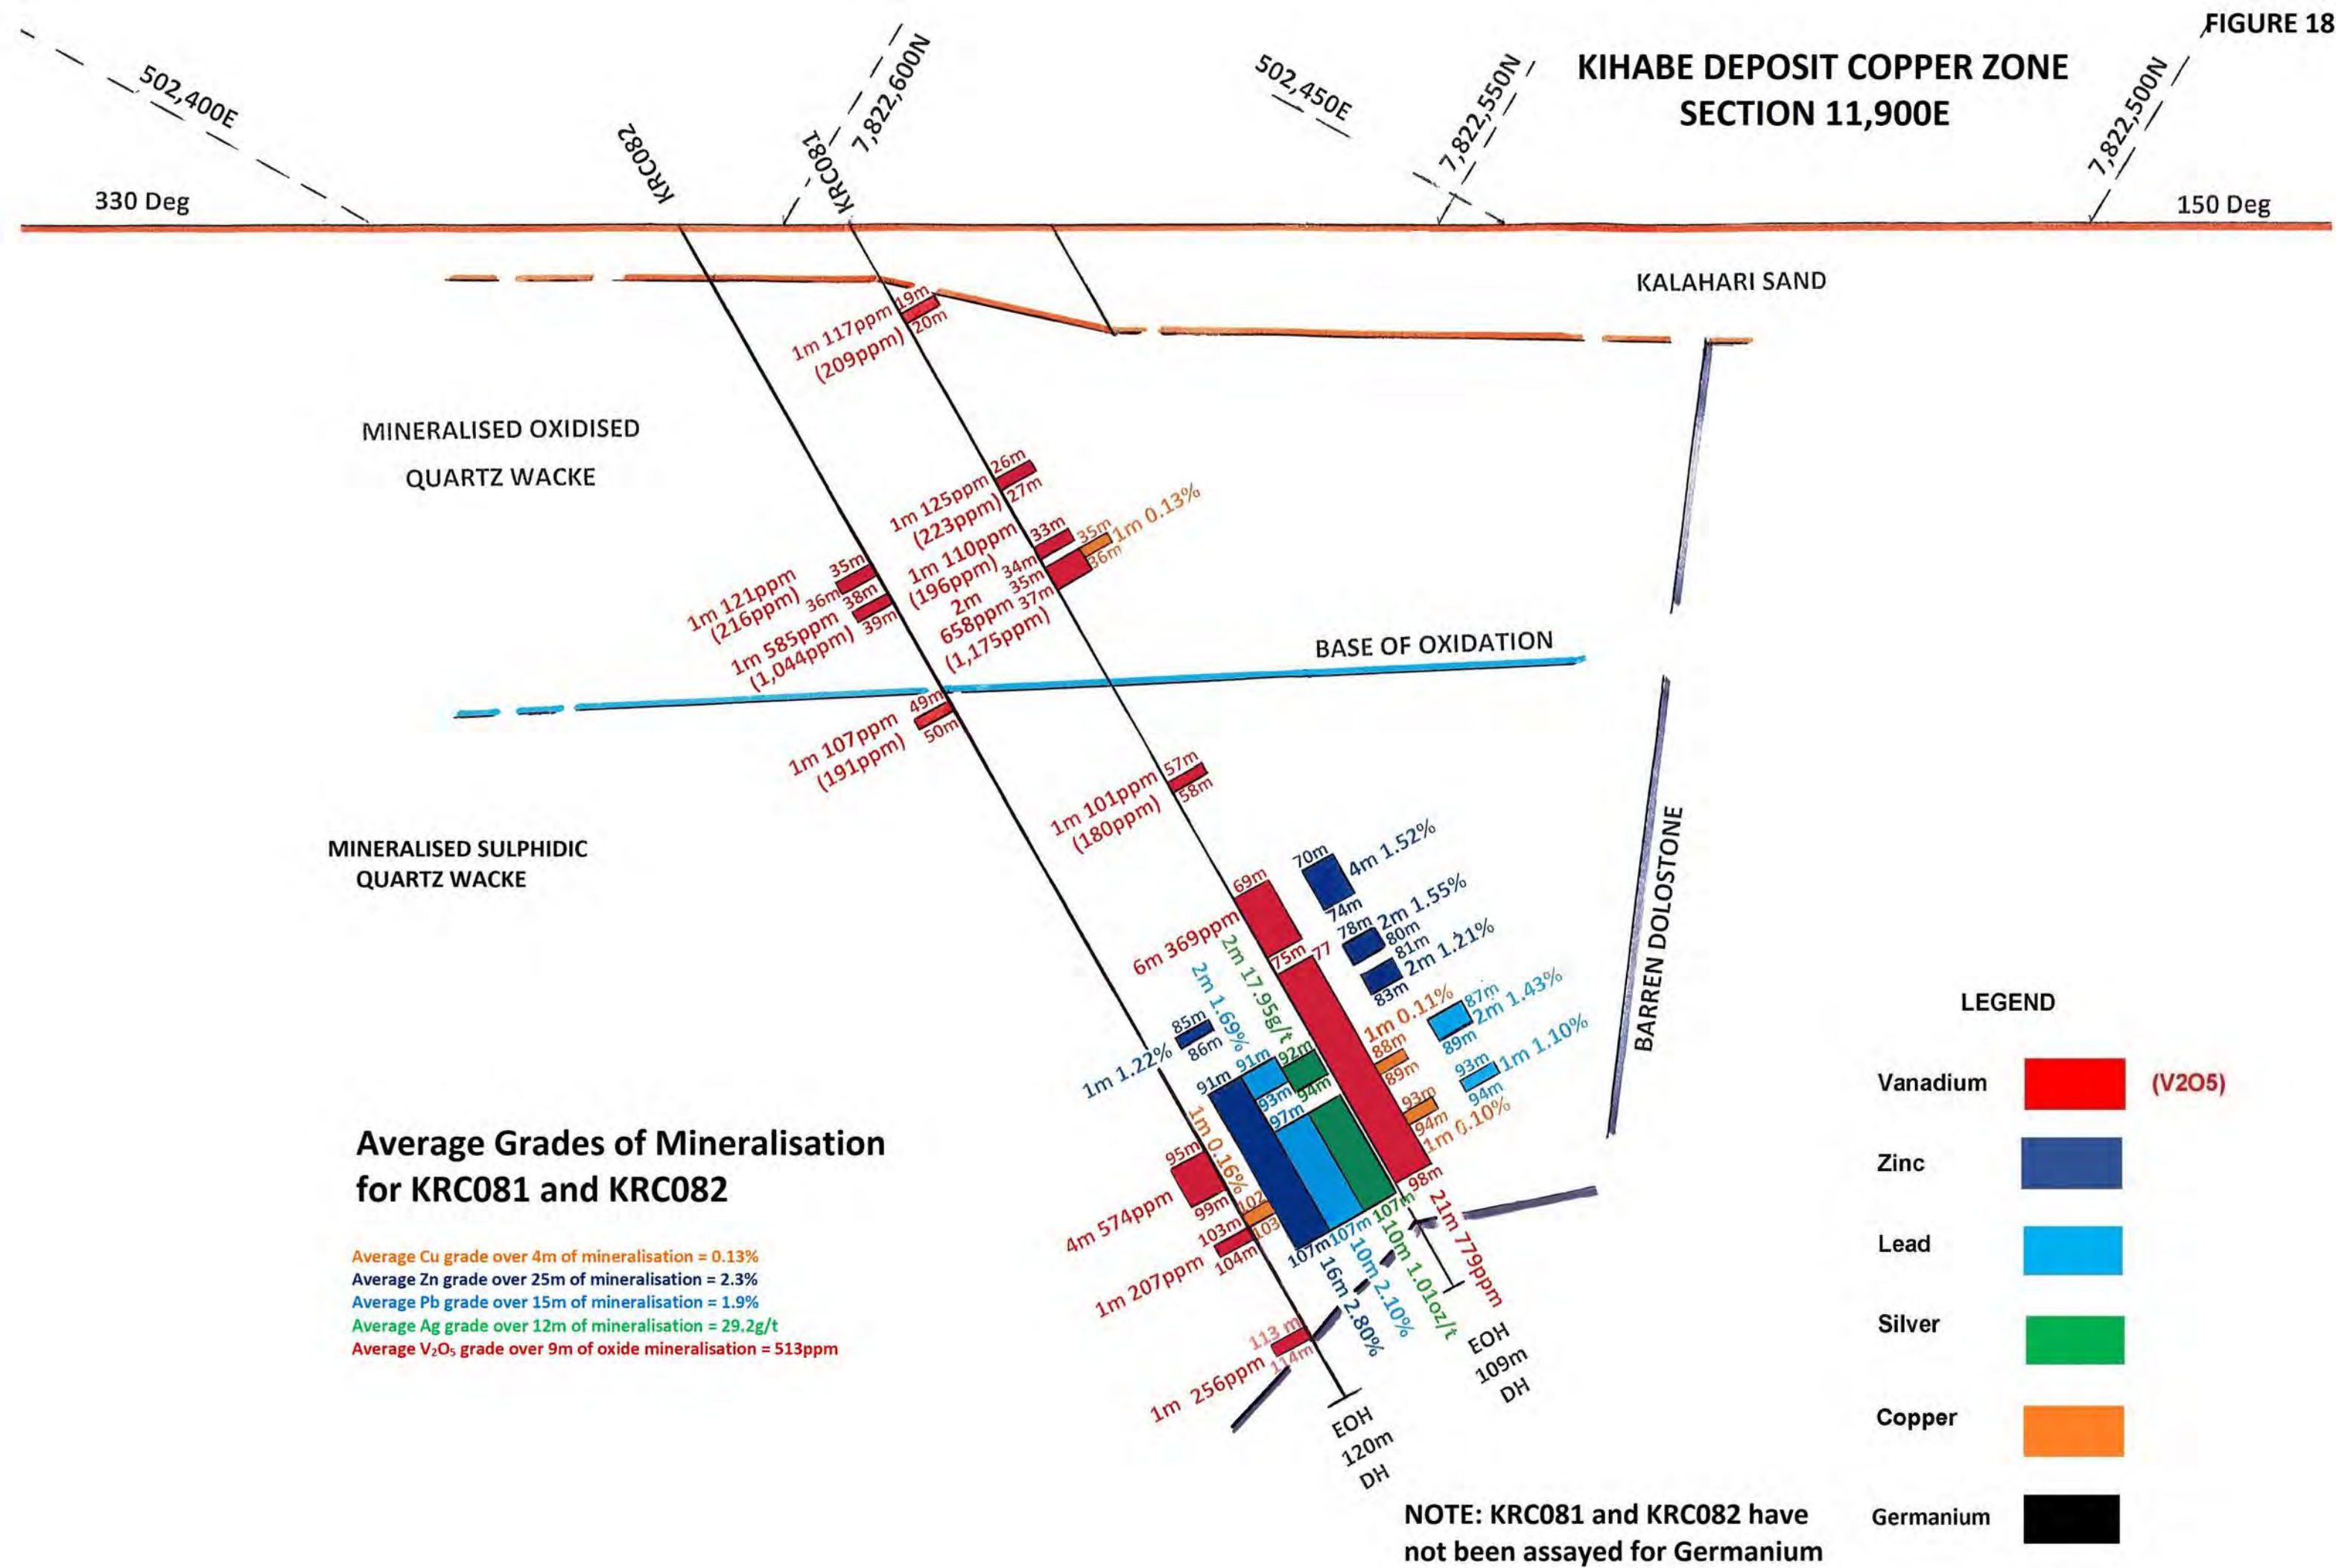 FIGURE 18
KIHABE DEPOSIT COPPER ZONE
SECTION 11,900E
502,400E
KRC082
KRC081
7,822,600N
502,450E
7,822,550N
7,822,500N
330 Deg
150 Deg
KALAHARI SAND
19m
1m 117ppm
(209ppm)
20m
MINERALISED OXIDISED
QUARTZ WACKE
26m
1m 125ppm
(223ppm)
27m
33m
1m 110ppm
(196ppm)
34m
35m
1m 0.13%
36m
35m
2m
658ppm
37m
(1,175ppm)
35m
1m 121ppm
(216ppm)
36m
38m
1m 585ppm
(1,044ppm)
39m
BASE OF OXIDATION
49m
1m 107ppm
(191ppm)
50m
57m
1m 101ppm
(180ppm)
58m
MINERALISED SULPHIDIC
QUARTZ WACKE
BARREN DOLOSTONE
69m
6m 369ppm
75m
77
70m
4m 1.52%
74m
78m
2m 1.55%
80m
81m
2m 1.21%
83m
2m 17.95g/t
2m 1.69%
85m
86m
1m 1.22%
1m 0.11%
88m
89m
87m
2m 1.43%
89m
93m
1m 1.10%
94m
93m
94m
1m 0.10%
91m
91m
92m
93m
94m
97m
1m 0.16%
95m
4m 574ppm
99m
102
103
103m
1m 207ppm
104m
98m
21m 779ppm
107m
107m
107m
16m 2.80%
10m 2.10%
10m 1.01oz/t
113 m
1m 256ppm
114m
EOH
109m
DH
EOH
120m
DH
Average Grades of Mineralisation
for KRC081 and KRC082
Average Cu grade over 4m of mineralisation = 0.13%
Average Zn grade over 25m of mineralisation = 2.3%
Average Pb grade over 15m of mineralisation = 1.9%
Average Ag grade over 12m of mineralisation = 29.2g/t
Average V₂O₅ grade over 9m of oxide mineralisation = 513ppm
LEGEND
Vanadium (V2O5)
Zinc
Lead
Silver
Copper
Germanium
NOTE: KRC081 and KRC082 have
not been assayed for Germanium